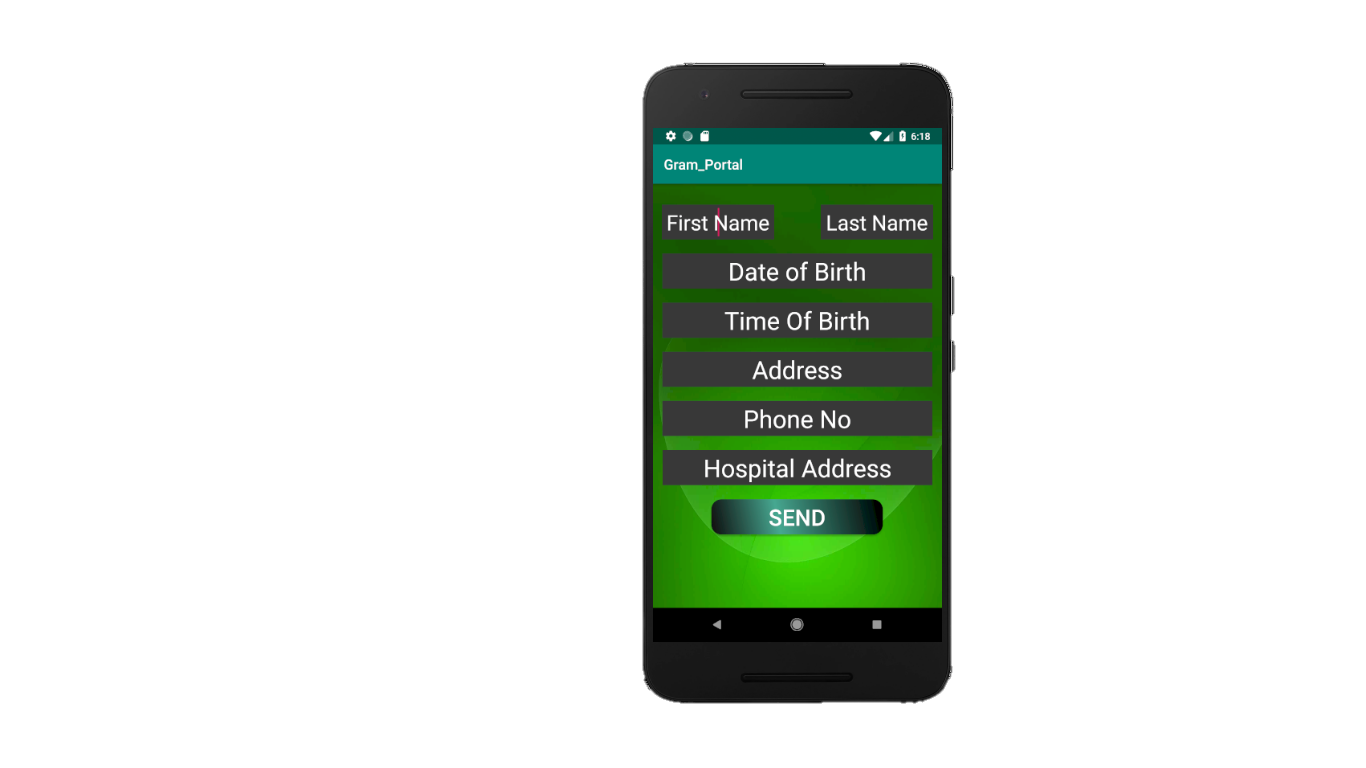 6:18
Gram_Portal
First Name Last Name
Date of Birth
Time Of Birth
Address
Phone No
Hospital Address
SEND